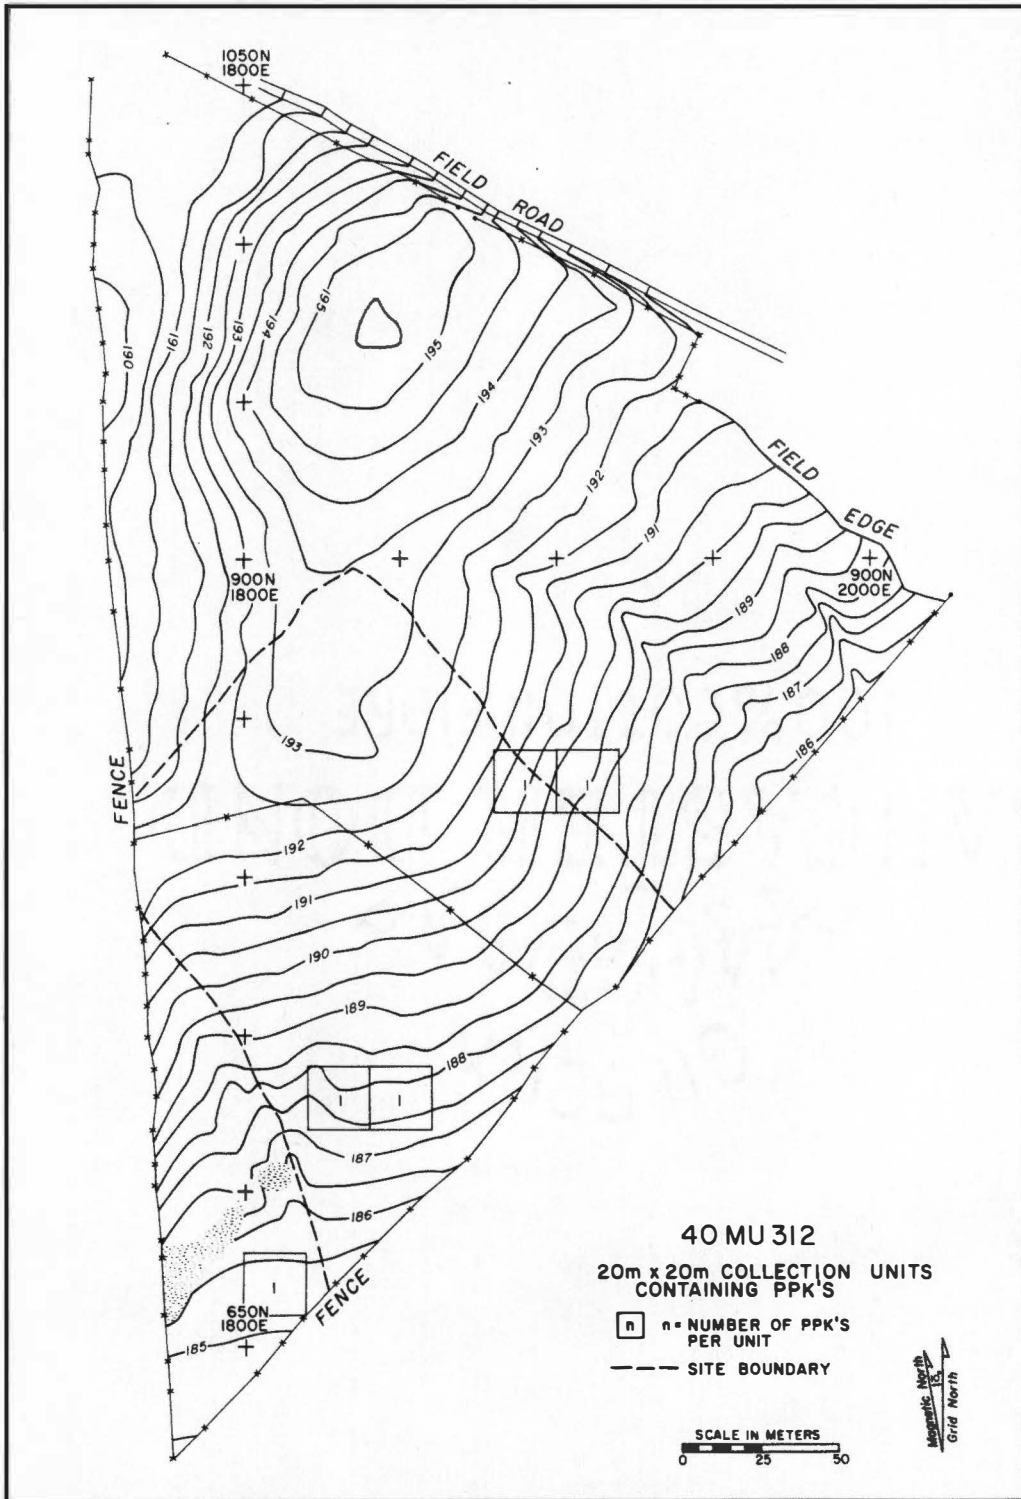 1050N
1800E
FIELD ROAD
195
190
191
192
193
194
195
194
193
192
191
FIELD EDGE
900N
1800E
900N
2000E
189
188
187
186
193
FENCE
192
191
190
189
188
187
186
185
1
1
1
1
1
650N
1800E
FENCE
40 MU 312
20m x 20m COLLECTION UNITS
CONTAINING PPK'S
n n = NUMBER OF PPK'S
PER UNIT
SITE BOUNDARY
SCALE IN METERS
0 25 50
Magnetic North
Grid North